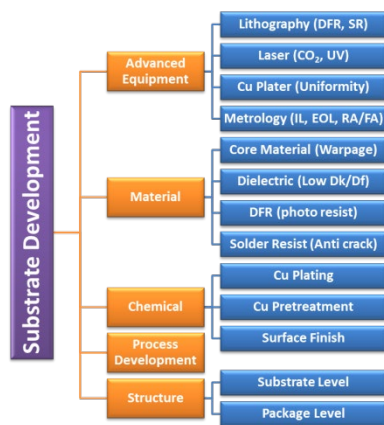 Substrate Development
Advanced
Equipment
Lithography (DFR, SR)
Laser (CO₂, UV)
Cu Plater (Uniformity)
Metrology (IL, EOL, RA/FA)
Material
Core Material (Warpage)
Dielectric (Low Dk/Df)
DFR (photo resist)
Solder Resist (Anti crack)
Chemical
Cu Plating
Cu Pretreatment
Surface Finish
Process
Development
Structure
Substrate Level
Package Level